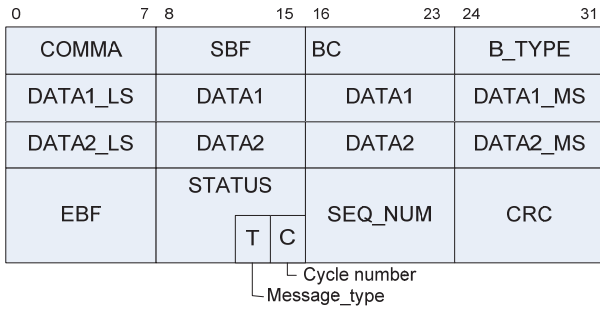 0 7 8 15 16 23 24 31
COMMA SBF BC B_TYPE
DATA1_LS DATA1 DATA1 DATA1_MS
DATA2_LS DATA2 DATA2 DATA2_MS
EBF STATUS SEQ_NUM CRC
T C
Cycle number
Message_type